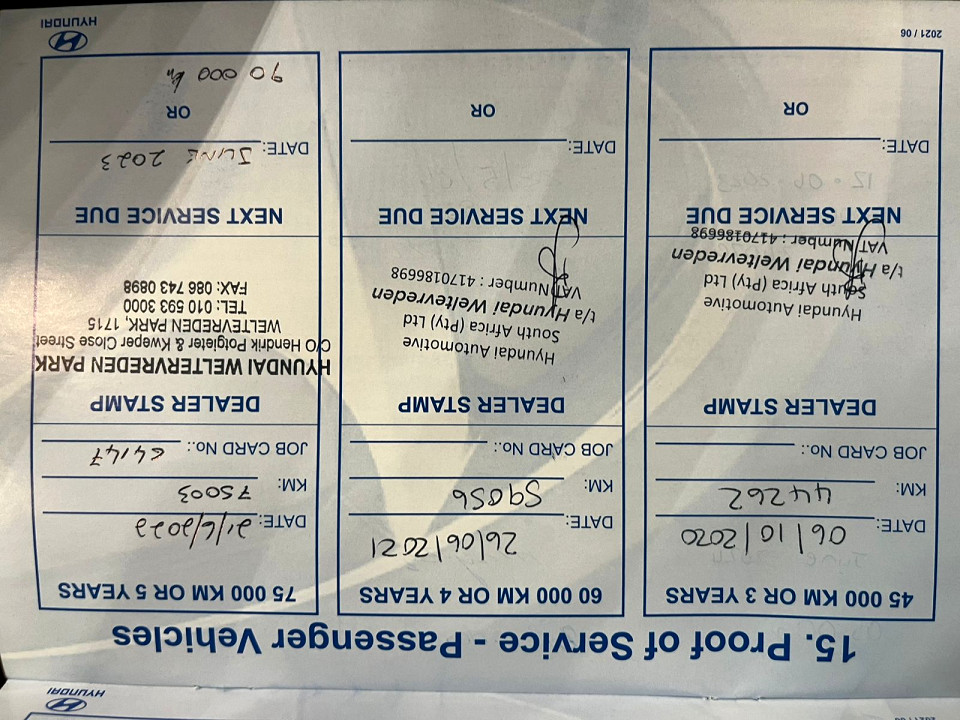 15. Proof of Service - Passenger Vehicles
45 000 KM OR 3 YEARS
DATE: 06/10/2020
KM: 44262
JOB CARD No.:
DEALER STAMP
Hyundai Automotive
South Africa (Pty) Ltd
t/a Hyundai Weltevreden
VAT Number : 4170186698
NEXT SERVICE DUE
DATE:
OR
2021 / 06
60 000 KM OR 4 YEARS
DATE: 26/06/2021
KM: 59056
JOB CARD No.:
DEALER STAMP
Hyundai Automotive
South Africa (Pty) Ltd
t/a Hyundai Weltevreden
VAT Number : 4170186698
NEXT SERVICE DUE
DATE:
OR
75 000 KM OR 5 YEARS
DATE: 21/6/2022
KM: 75003
JOB CARD No.: 64147
DEALER STAMP
HYUNDAI WELTERVREDEN PARK
C/O Hendrik Potgieter & Kweper Close Street
WELTEVREDEN PARK, 1715
TEL: 010 593 3000
FAX: 086 743 0898
NEXT SERVICE DUE
DATE: JUNE 2023
OR
90 000 km
HYUNDAI
HYUNDAI